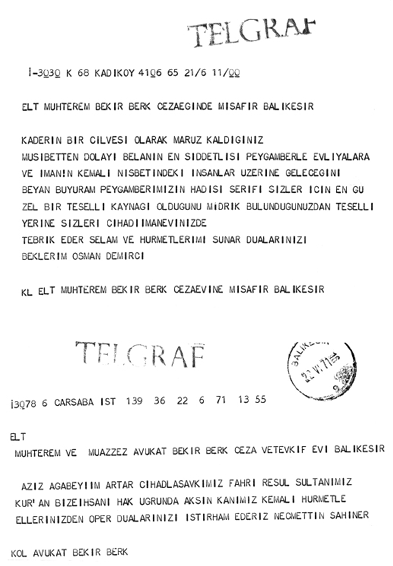 TELGRAF
İ-3030 K 68 KADIKOY 4106 65 21/6 11/00
ELT MUHTEREM BEKIR BERK CEZAEGINDE MISAFIR BALIKESIR
KADERIN BIR CILVESI OLARAK MARUZ KALDIGINIZ
MUSIBETTEN DOLAYI BELANIN EN SIDDETLISI PEYGAMBERLE EVLIYALARA
VE IMANIN KEMALI NISBETINDEKI INSANLAR UZERINE GELECEGINI
BEYAN BUYURAM PEYGAMBERIMIZIN HADISI SERIFI SIZLER ICIN EN GU
ZEL BIR TESELLI KAYNAGI OLDUGUNU MIDRIK BULUNDUGUNUZDAN TESELLI
YERINE SIZLERI CIHADIIMANEVINIZDE
TEBRIK EDER SELAM VE HURMETLERIMI SUNAR DUALARINIZI
BEKLERIM OSMAN DEMIRCI
KL ELT MUHTEREM BEKIR BERK CEZAEVINE MISAFIR BALIKESIR
TELGRAF
22.VI.71
İ3078 6 CARSABA IST 139 36 22 6 71 13 55
ELT
MUHTEREM VE MUAZZEZ AVUKAT BEKIR BERK CEZA VETEVKIF EVI BALIKESIR
AZIZ AGABEYIIM ARTAR CIHADLASAVKIMIZ FAHRI RESUL SULTANIMIZ
KUR'AN BIZEIHSANI HAK UGRUNDA AKSIN KANIMIZ KEMALI HURMETLE
ELLERINIZDEN OPER DUALARINIZI ISTIRHAM EDERIZ NECMETTIN SAHINER
KOL AVUKAT BEKIR BERK